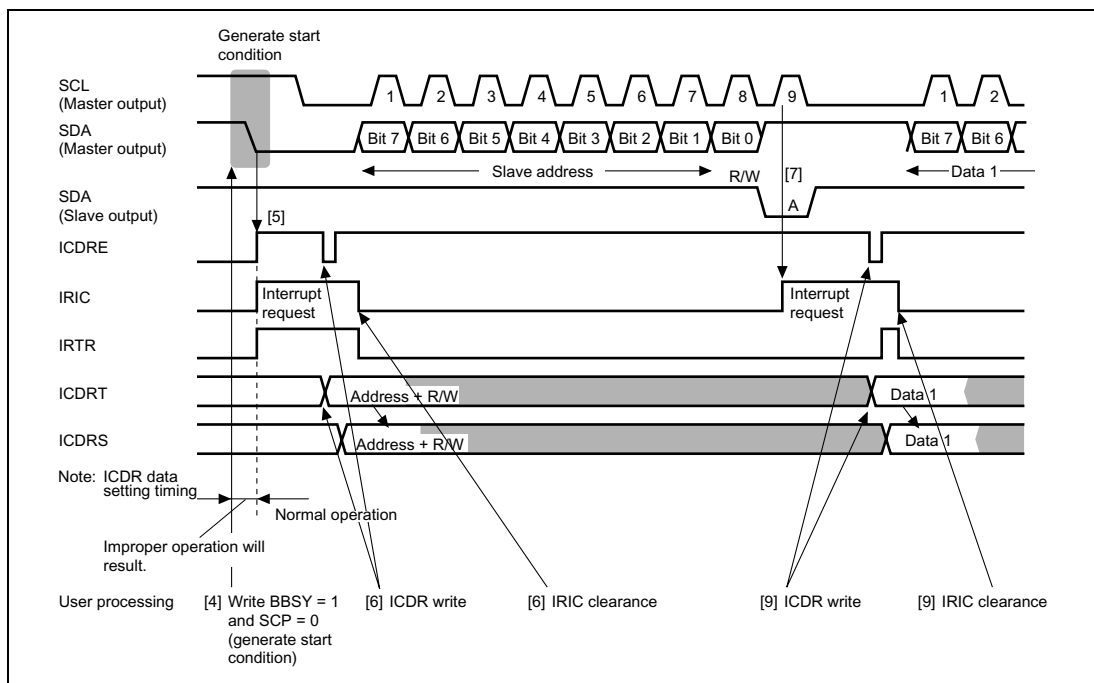 Generate start
condition
SCL
(Master output)
1 2 3 4 5 6 7 8 9 1 2
SDA
(Master output)
Bit 7 Bit 6 Bit 5 Bit 4 Bit 3 Bit 2 Bit 1 Bit 0 Bit 7 Bit 6
Slave address R/W [7] Data 1
SDA
(Slave output)
[5]
A
ICDRE
IRIC
Interrupt
request
Interrupt
request
IRTR
ICDRT
Address + R/W
Data 1
ICDRS
Address + R/W
Data 1
Note: ICDR data
setting timing
Normal operation
Improper operation will
result.
User processing [4] Write BBSY = 1
and SCP = 0
(generate start
condition)
[6] ICDR write
[6] IRIC clearance
[9] ICDR write
[9] IRIC clearance